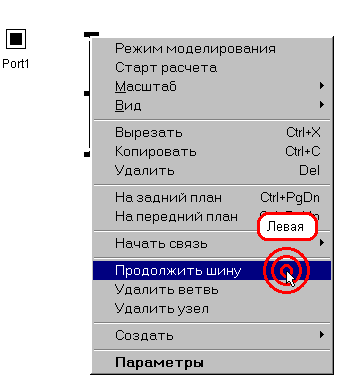 Port1
Режим моделирования
Старт расчета
Масштаб
Вид
Вырезать Ctrl+X
Копировать Ctrl+C
Удалить Del
На задний план Ctrl+PgDn
На передний план
Левая
Начать связь
Продолжить шину
Удалить ветвь
Удалить узел
Создать
Параметры